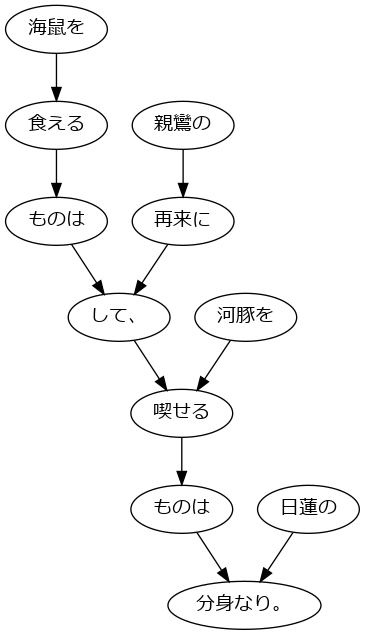 海鼠を
食える
親鸞の
ものは
再来に
して、
河豚を
喫せる
ものは
日蓮の
分身なり。